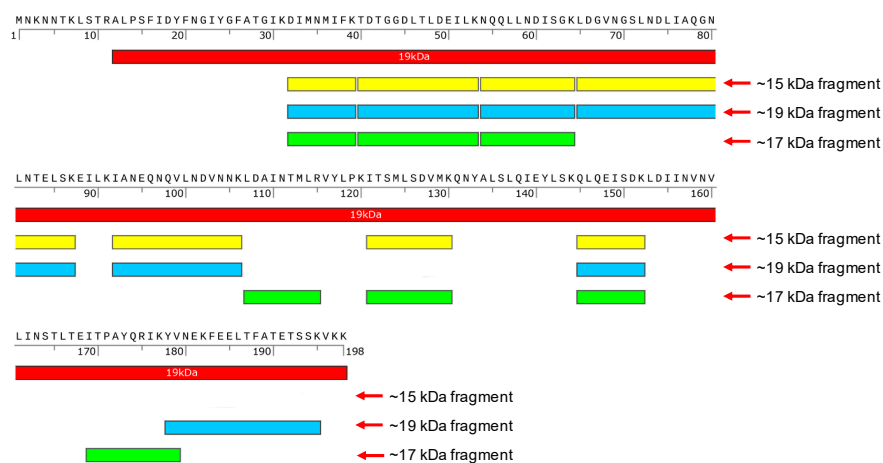 MNKNNTKLSTRALPSFIDYFNGIYGFATGIKDIMNMIFKTDTGGDLTLDEILKNQQLLNDISGKLDGVNGSLNDLIAQGN
1 10 20 30 40 50 60 70 80
19kDa
~15 kDa fragment
~19 kDa fragment
~17 kDa fragment
LNTELSKEILKIANEQNQVLNDVNNKLDAINTMLRVYLPKITSMLSDVMKQNYALSLQIEYLSKQLQEISDKLDIINVNV
90 100 110 120 130 140 150 160
19kDa
~15 kDa fragment
~19 kDa fragment
~17 kDa fragment
LINSTLTEITPAYQRIKYVNEKFEELTFATETSSKVKK
170 180 190 198
19kDa
~15 kDa fragment
~19 kDa fragment
~17 kDa fragment